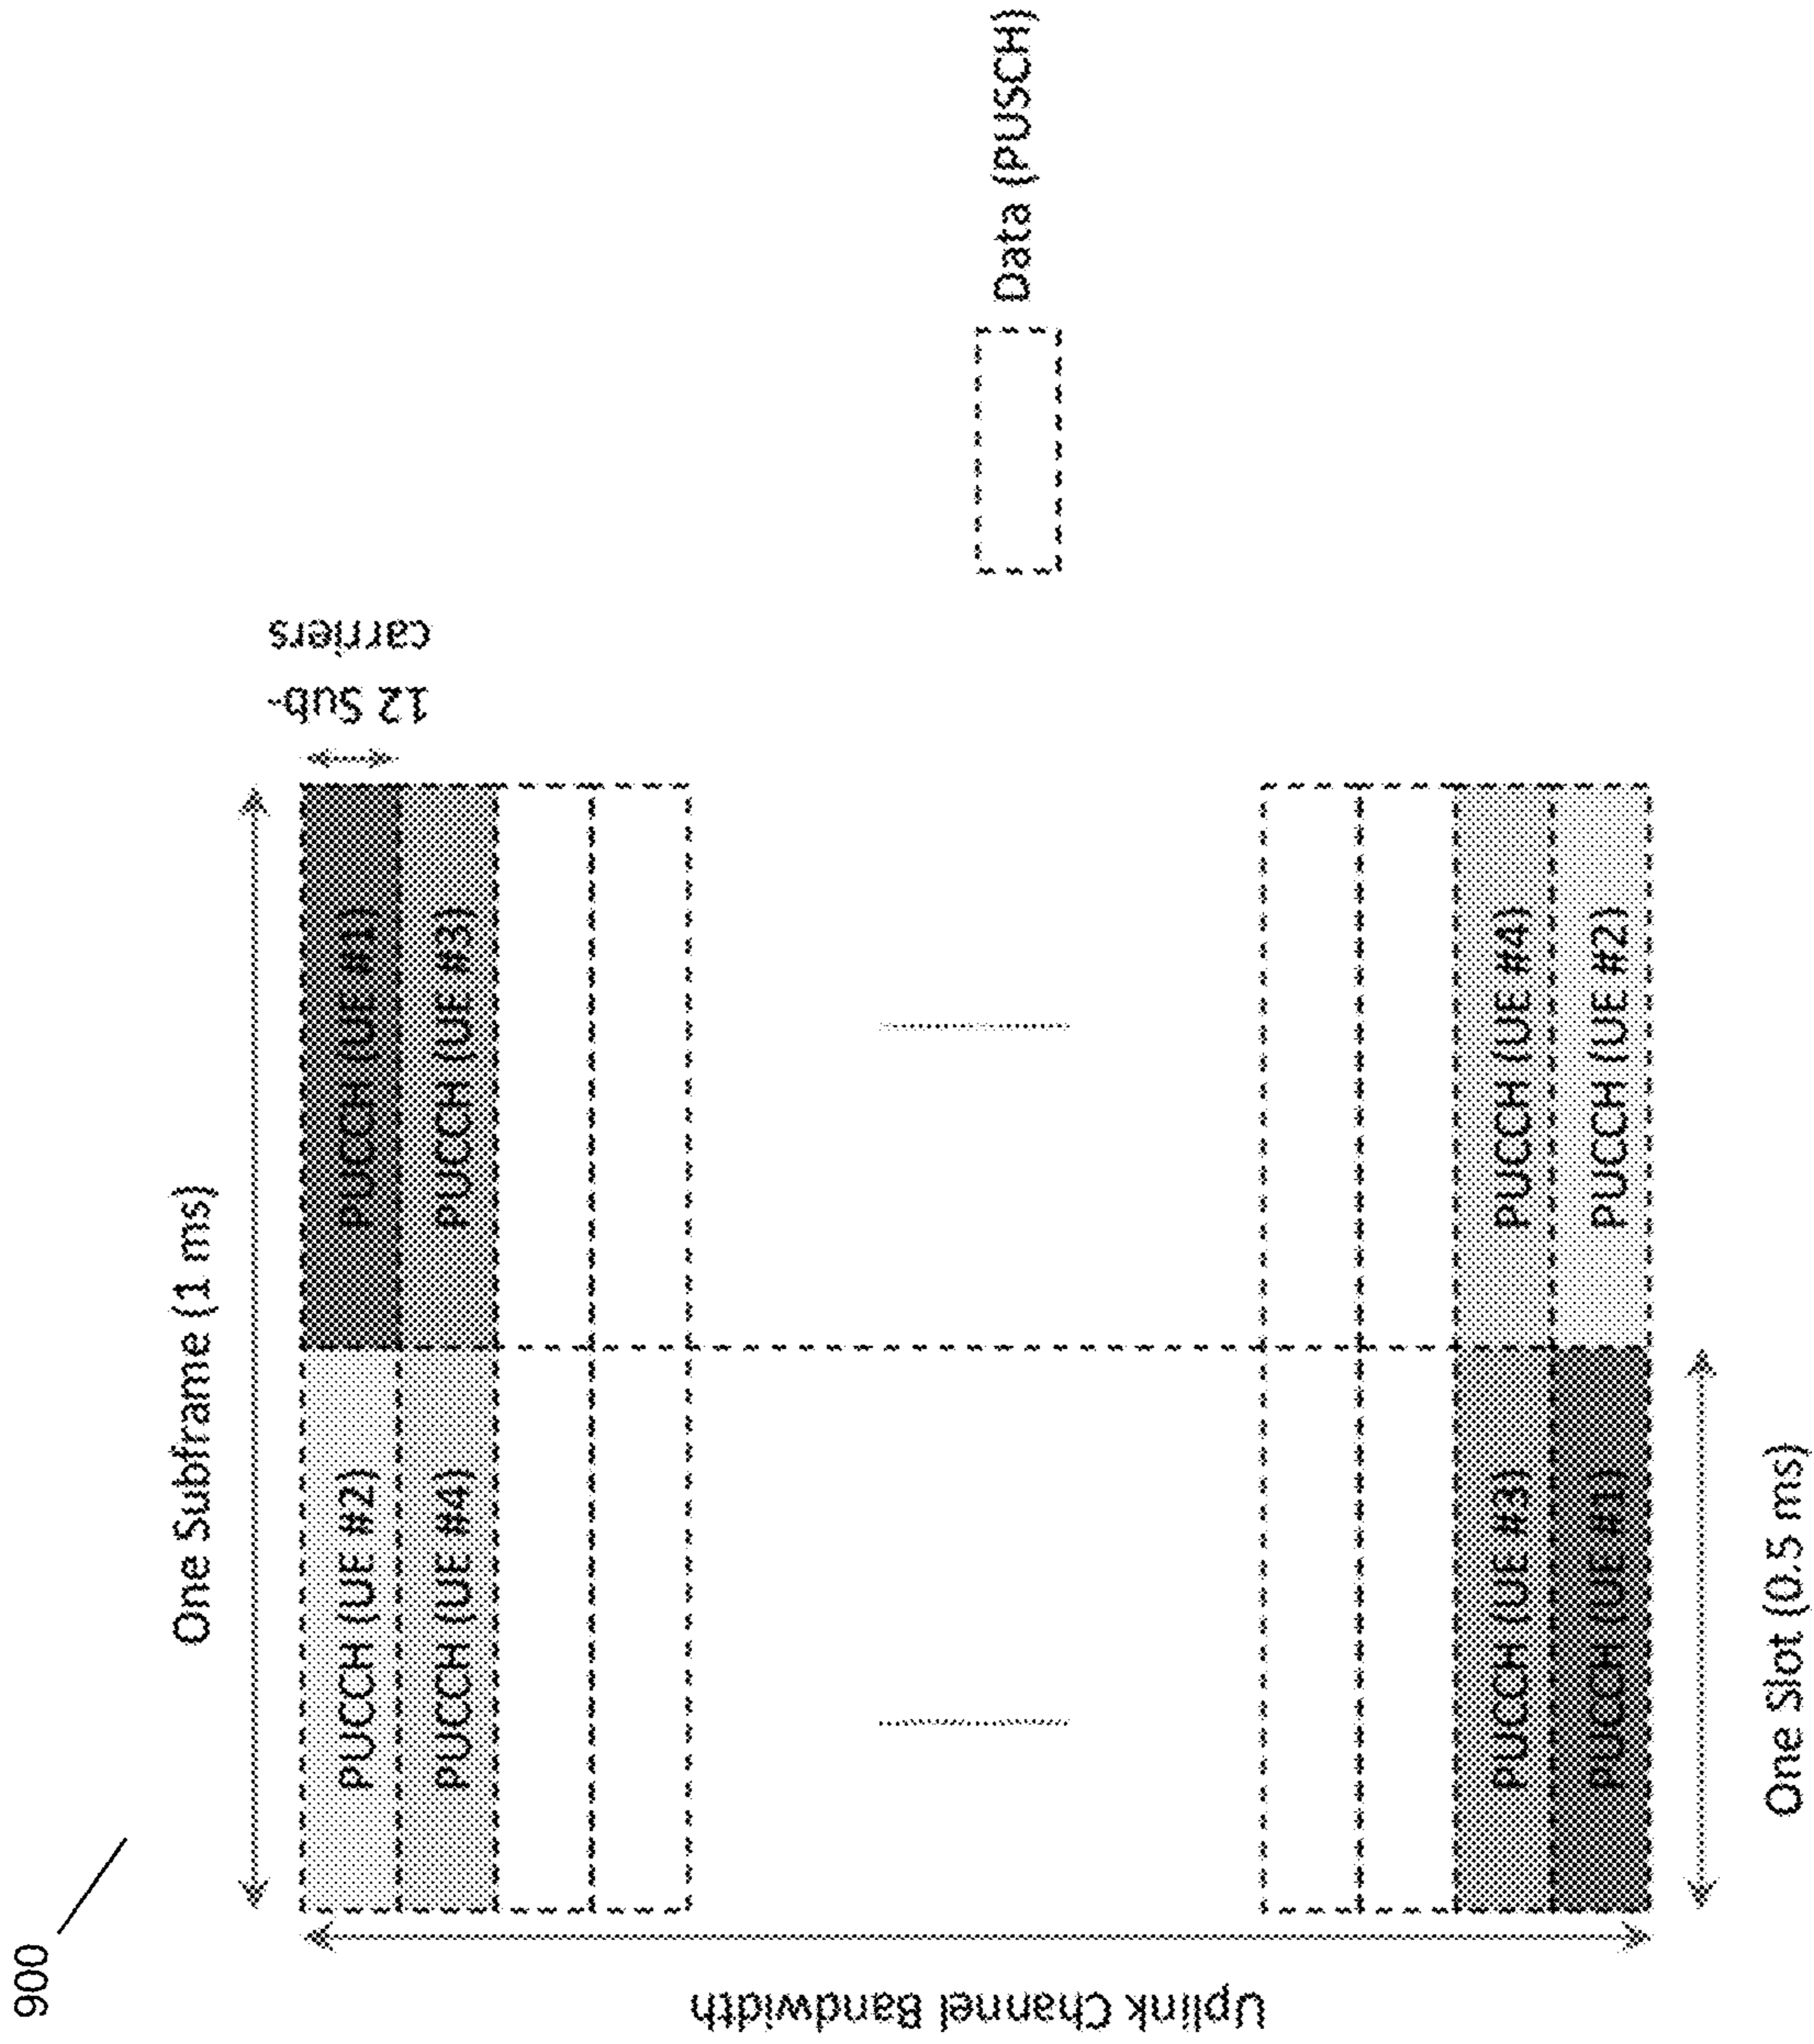 900
One Subframe (1 ms)
Uplink Channel Bandwidth
PUCCH (UE #2)
PUCCH (UE #1)
12 Sub-
carriers
PUCCH (UE #4)
PUCCH (UE #3)
Data (PUSCH)
PUCCH (UE #3)
PUCCH (UE #4)
PUCCH (UE #1)
PUCCH (UE #2)
One Slot (0.5 ms)